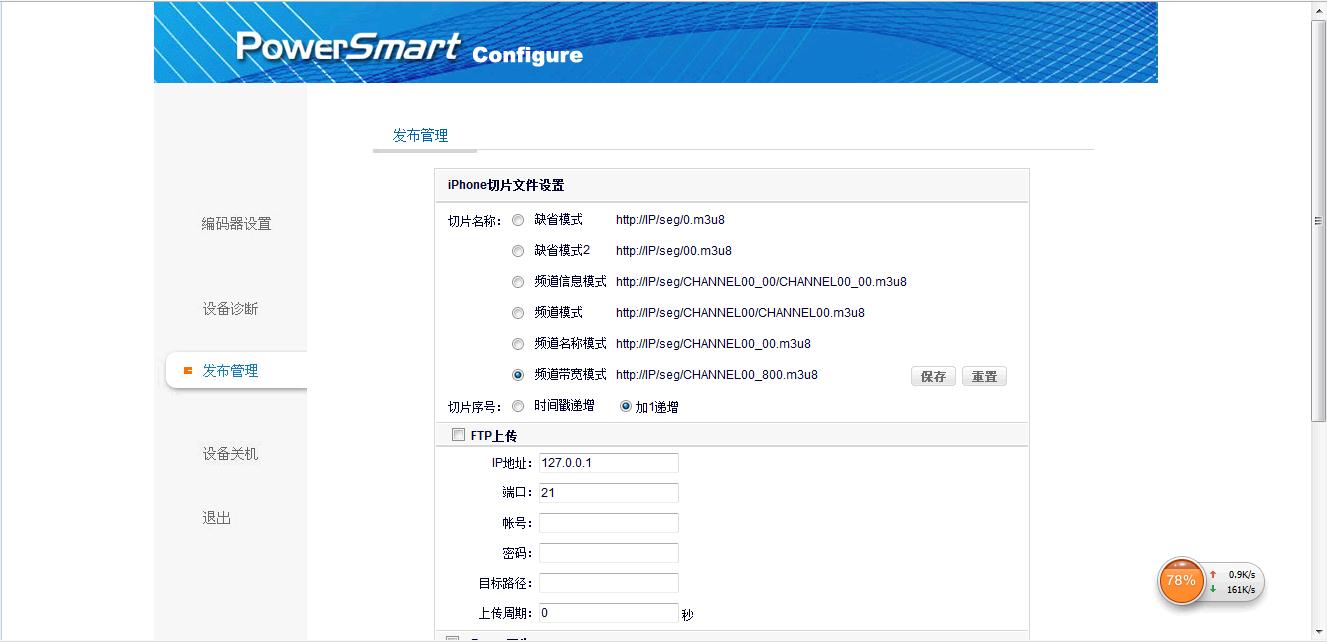 PowerSmart Configure
发布管理
iPhone切片文件设置
切片名称： 缺省模式 http://IP/seg/0.m3u8
缺省模式2 http://IP/seg/00.m3u8
频道信息模式 http://IP/seg/CHANNEL00_00/CHANNEL00_00.m3u8
频道模式 http://IP/seg/CHANNEL00/CHANNEL00.m3u8
频道名称模式 http://IP/seg/CHANNEL00_00.m3u8
频道带宽模式 http://IP/seg/CHANNEL00_800.m3u8 保存 重置
切片序号： 时间戳递增 加1递增
FTP上传
IP地址： 127.0.0.1
端口： 21
帐号：
密码：
目标路径：
上传周期： 0 秒
编码器设置
设备诊断
发布管理
设备关机
退出
78% 0.9K/s
161K/s